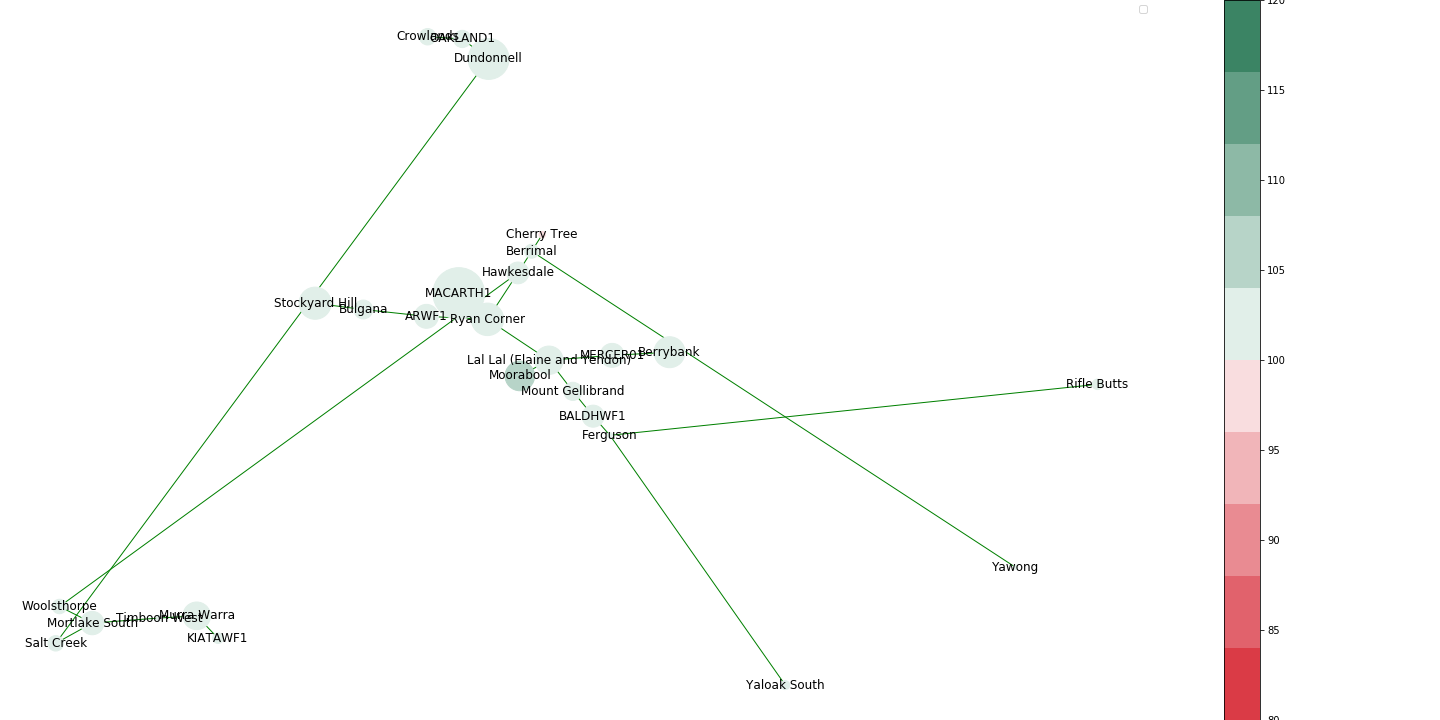 Crowlands
OAKLAND1
Dundonnell
Cherry Tree
Berrimal
Hawkesdale
MACARTH1
Stockyard Hill
Bulgana
ARWF1
Ryan Corner
Lal Lal (Elaine and Yendon)
MERCER01
Berrybank
Moorabool
Mount Gellibrand
Rifle Butts
BALDHWF1
Ferguson
Yawong
Woolsthorpe
Mortlake South
Timboon West
Murra Warra
KIATAWF1
Salt Creek
Yaloak South
120
115
110
105
100
95
90
85
80